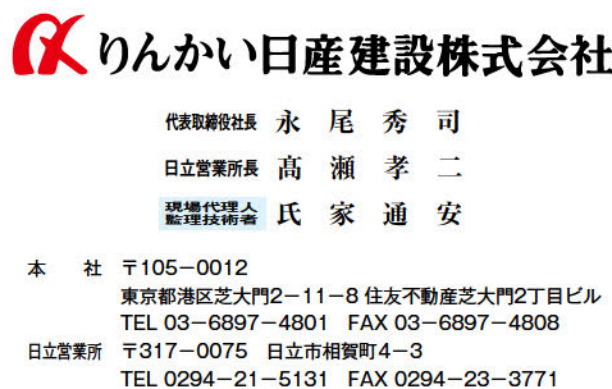 りんかい日産建設株式会社
代表取締役社長 永尾秀司
日立営業所長 髙瀬孝二
現場代理人
監理技術者 氏家通安
本社 〒105−0012
東京都港区芝大門2−11−8 住友不動産芝大門2丁目ビル
TEL 03−6897−4801 FAX 03−6897−4808
日立営業所 〒317−0075 日立市相賀町4−3
TEL 0294−21−5131 FAX 0294−23−3771